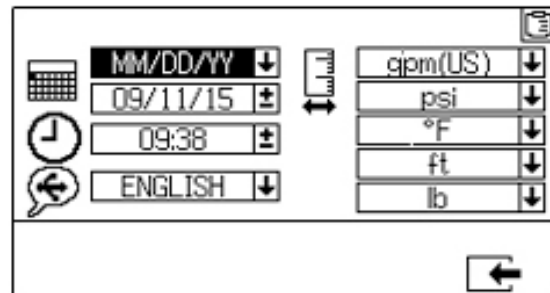 MM/DD/YY
09/11/15
09:38
ENGLISH
gpm(US)
psi
°F
ft
lb